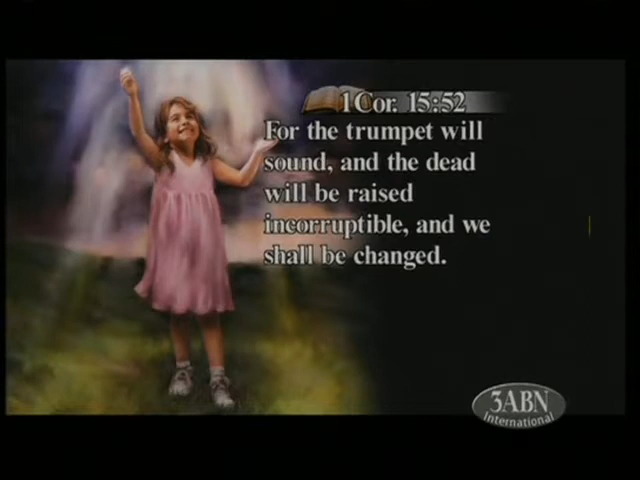 1Cor. 15:52
For the trumpet will
sound, and the dead
will be raised
incorruptible, and we
shall be changed.
3ABN
International